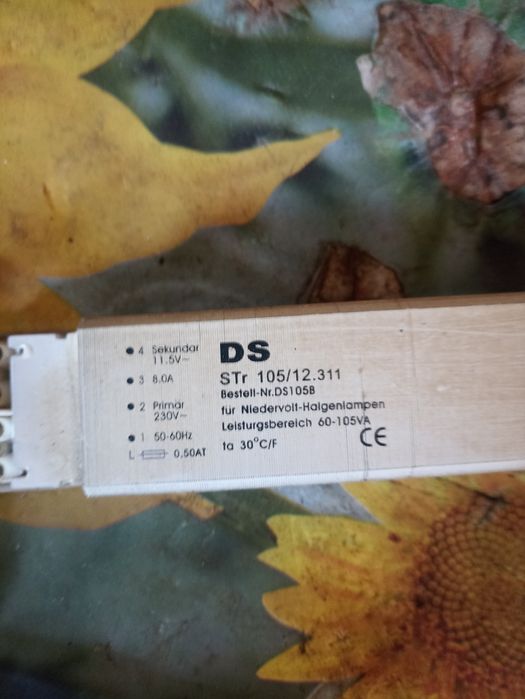 4 Sekundär
11.5V~
3 8.0A
2 Primär
230V~
1 50-60Hz
L 0,50AT
DS
STr 105/12.311
Bestell-Nr.DS105B
für Niedervolt-Halgenlampen
Leisturgsbereich 60-105VA
ta 30°C/F
CE